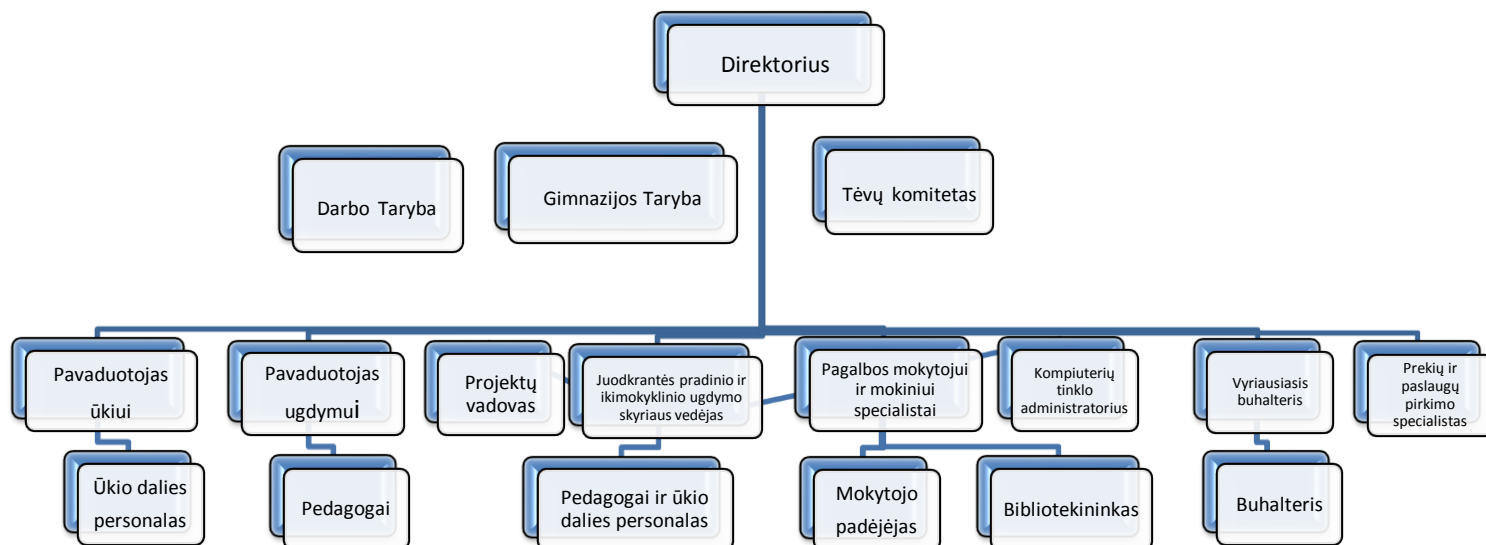 Direktorius
Darbo Taryba
Gimnazijos Taryba
Tėvų komitetas
Pavaduotojas
ūkiui
Pavaduotojas
ugdymui
Projektų
vadovas
Juodkrantės pradinio ir
ikimokyklinio ugdymo
skyriaus vedėjas
Pagalbos mokytojui
ir mokiniui
specialistai
Kompiuterių
tinklo
administratorius
Vyriausiasis
buhalteris
Prekių ir
paslaugų
pirkimo
specialistas
Ūkio dalies
personalas
Pedagogai
Pedagogai ir ūkio
dalies personalas
Mokytojo
padėjėjas
Bibliotekininkas
Buhalteris